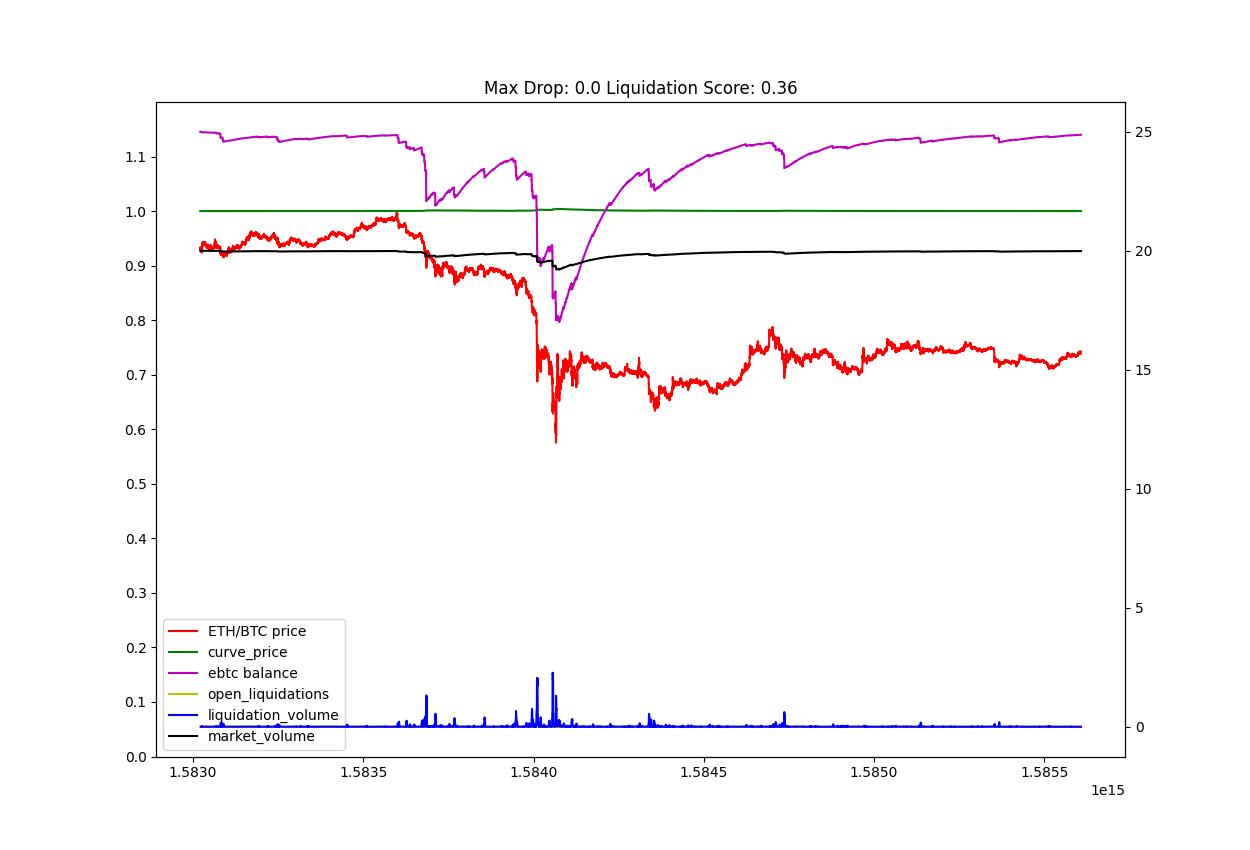 Max Drop: 0.0 Liquidation Score: 0.36
1.1
1.0
0.9
0.8
0.7
0.6
0.5
0.4
0.3
0.2
0.1
0.0
25
20
15
10
5
0
ETH/BTC price
curve_price
ebtc balance
open_liquidations
liquidation_volume
market_volume
1.5830 1.5835 1.5840 1.5845 1.5850 1.5855
1e15